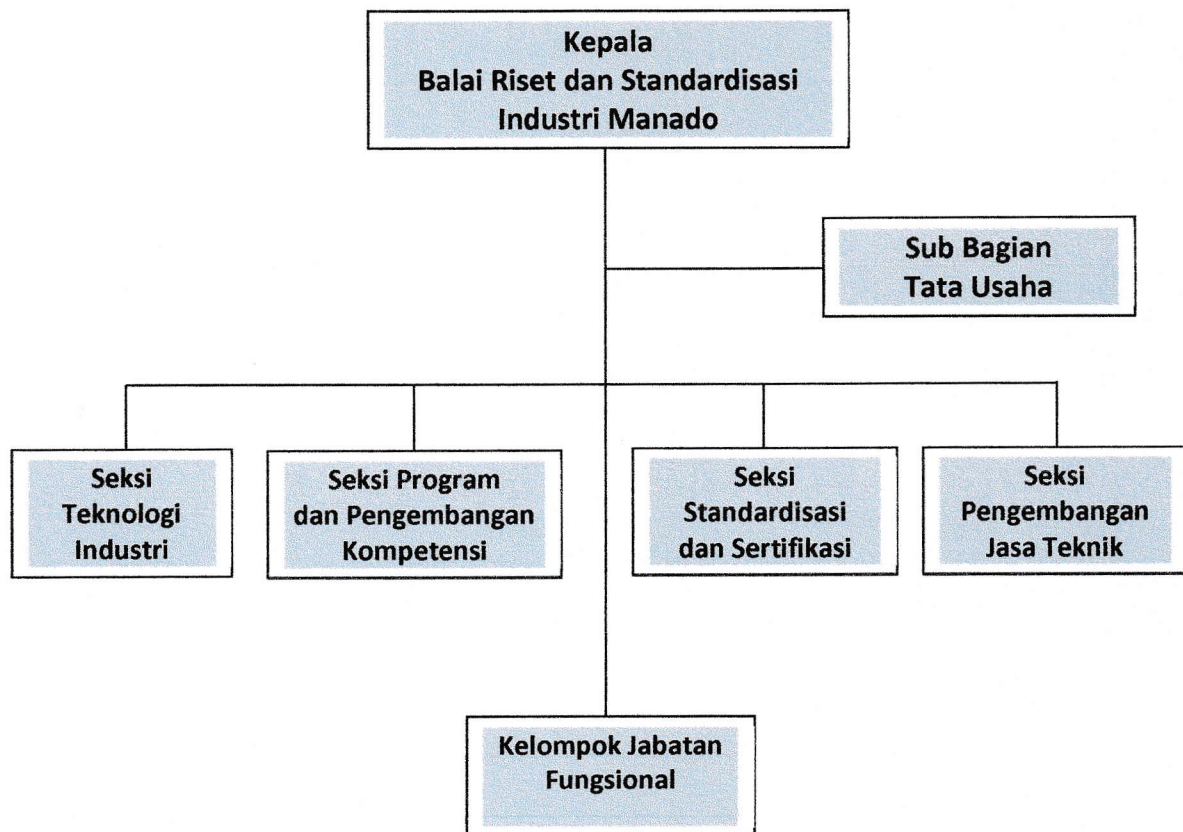 Kepala
Balai Riset dan Standardisasi
Industri Manado
Sub Bagian
Tata Usaha
Seksi
Teknologi
Industri
Seksi Program
dan Pengembangan
Kompetensi
Seksi
Standardisasi
dan Sertifikasi
Seksi
Pengembangan
Jasa Teknik
Kelompok Jabatan
Fungsional